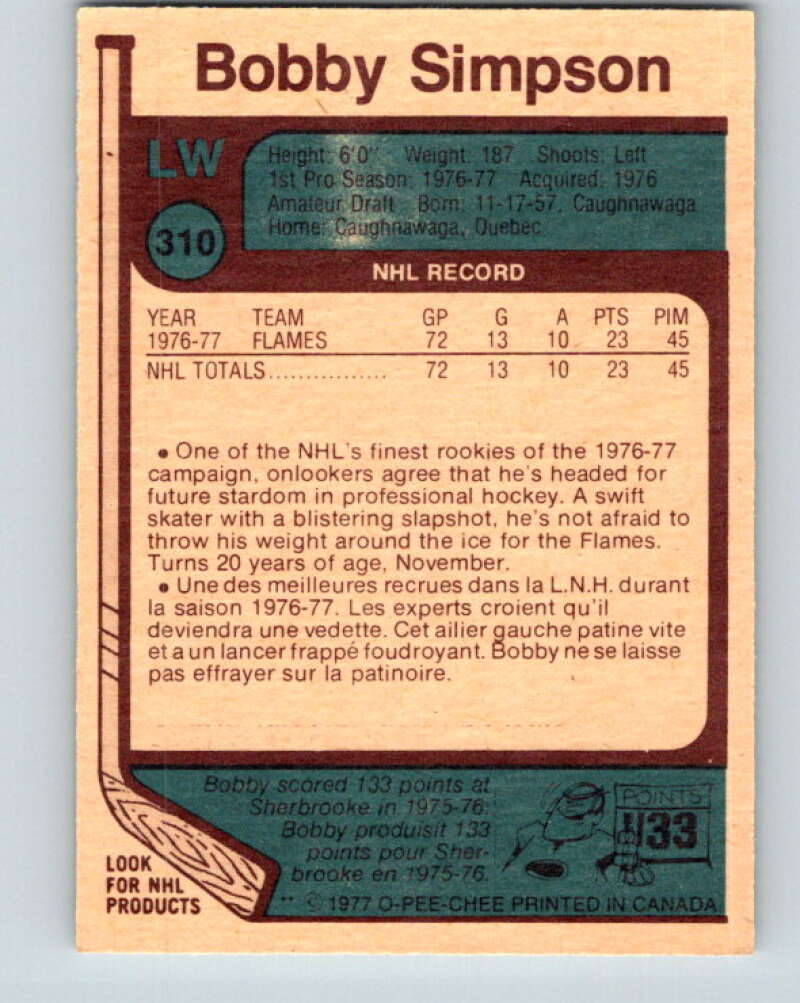 Bobby Simpson
LW
310
Height: 6'0" Weight: 187 Shoots: Left
1st Pro Season: 1976-77 Acquired: 1976
Amateur Draft Born: 11-17-57, Caughnawaga
Home: Caughnawaga, Quebec
NHL RECORD
YEAR TEAM GP G A PTS PIM
1976-77 FLAMES 72 13 10 23 45
NHL TOTALS................ 72 13 10 23 45
• One of the NHL's finest rookies of the 1976-77
campaign, onlookers agree that he's headed for
future stardom in professional hockey. A swift
skater with a blistering slapshot, he's not afraid to
throw his weight around the ice for the Flames.
Turns 20 years of age, November.
• Une des meilleures recrues dans la L.N.H. durant
la saison 1976-77. Les experts croient qu'il
deviendra une vedette. Cet ailier gauche patine vite
et a un lancer frappé foudroyant. Bobby ne se laisse
pas effrayer sur la patinoire.
Bobby scored 133 points at
Sherbrooke in 1975-76.
Bobby produisit 133
points pour Sher-
brooke en 1975-76.
POINTS
133
LOOK
FOR NHL
PRODUCTS
** © 1977 O-PEE-CHEE PRINTED IN CANADA